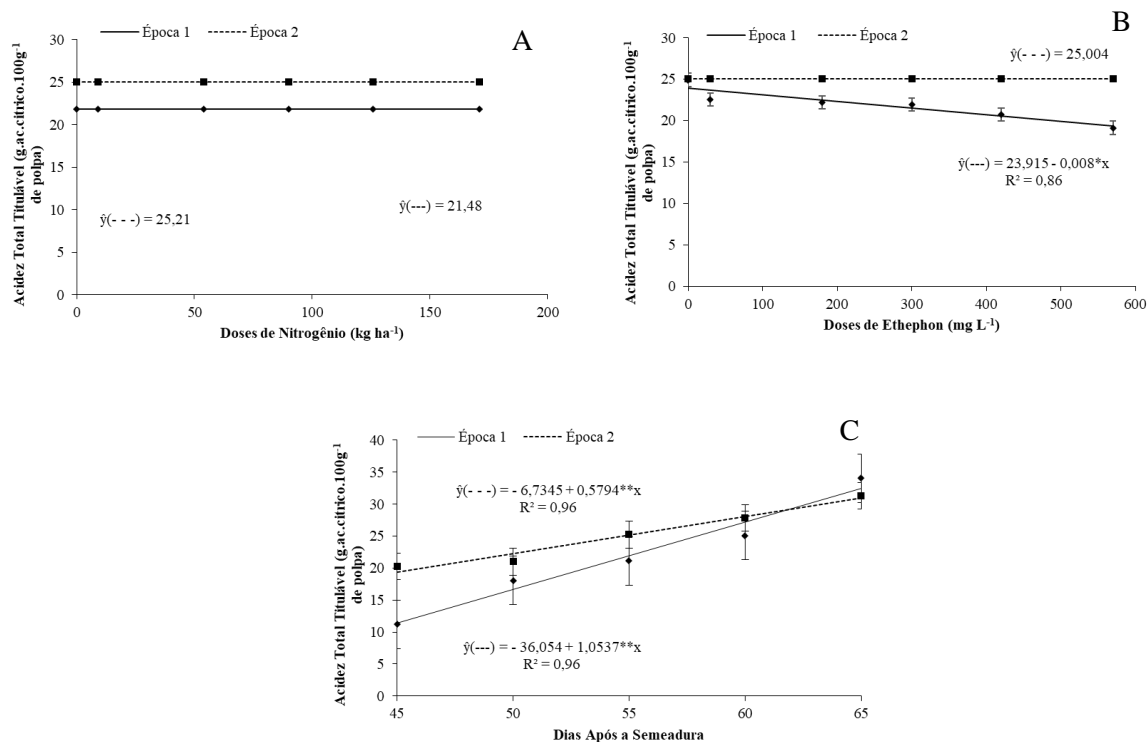 A
Época 1 Época 2
Acidez Total Titulável (g.ac.citrico.100g⁻¹
de polpa)
30
25
20
15
10
5
0
ŷ(- - -) = 25,21
ŷ(---) = 21,48
0 50 100 150 200
Doses de Nitrogênio (kg ha⁻¹)
B
Época 1 Época 2
Acidez Total Titulável (g.ac.citrico.100g⁻¹
de polpa)
30
25
20
15
10
5
0
ŷ(- - -) = 25,004
ŷ(---) = 23,915 - 0,008*x
R² = 0,86
0 100 200 300 400 500 600
Doses de Ethephon (mg L⁻¹)
C
Época 1 Época 2
Acidez Total Titulável (g.ac.citrico.100g⁻¹
de polpa)
40
35
30
25
20
15
10
5
0
ŷ(- - -) = - 6,7345 + 0,5794**x
R² = 0,96
ŷ(---) = - 36,054 + 1,0537**x
R² = 0,96
45 50 55 60 65
Dias Após a Semeadura